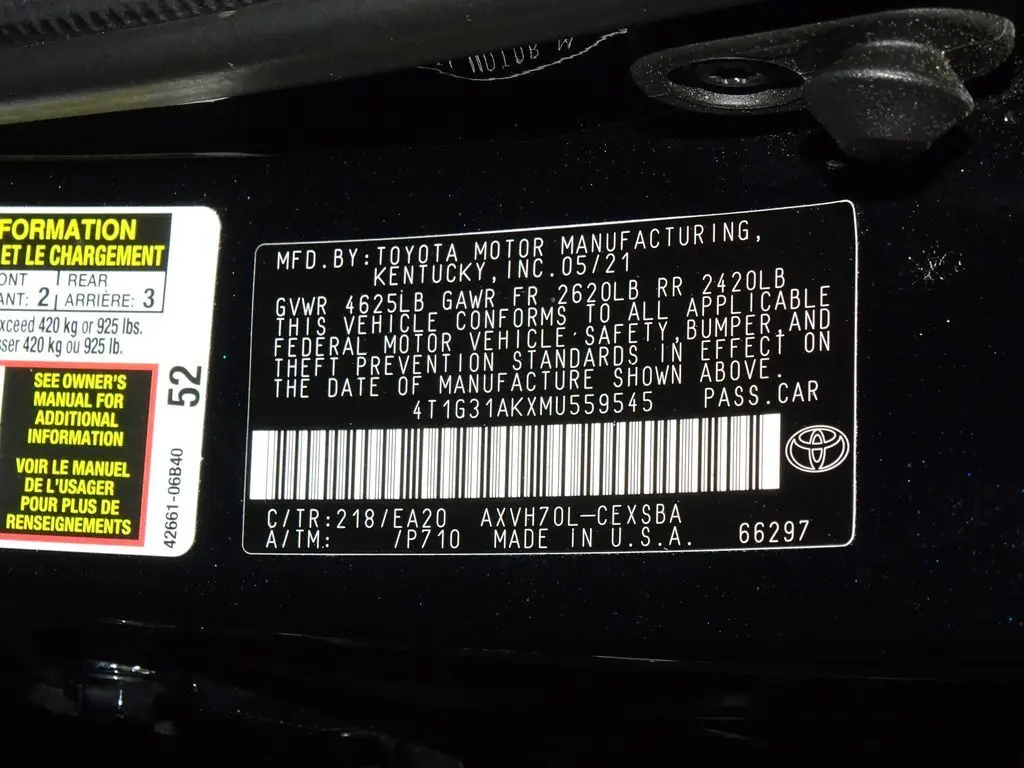 MOTOR
FORMATION
ET LE CHARGEMENT
REAR
ANT: 2 ARRIÈRE: 3
xceed 420 kg or 925 lbs.
sser 420 kg ou 925 lb.
SEE OWNER'S
MANUAL FOR
ADDITIONAL
INFORMATION
VOIR LE MANUEL
DE L'USAGER
POUR PLUS DE
RENSEIGNEMENTS
52
42661-06B40
MFD.BY:TOYOTA MOTOR MANUFACTURING,
KENTUCKY, INC.05/21
GVWR 4625LB GAWR FR 2620LB RR 2420LB
THIS VEHICLE CONFORMS TO ALL APPLICABLE
FEDERAL MOTOR VEHICLE SAFETY,BUMPER,AND
THEFT PREVENTION STANDARDS IN EFFECT ON
THE DATE OF MANUFACTURE SHOWN ABOVE.
4T1G31AKXMU559545 PASS.CAR
C/TR:218/EA20 AXVH70L-CEXSBA
A/TM: /P710 MADE IN U.S.A. 66297